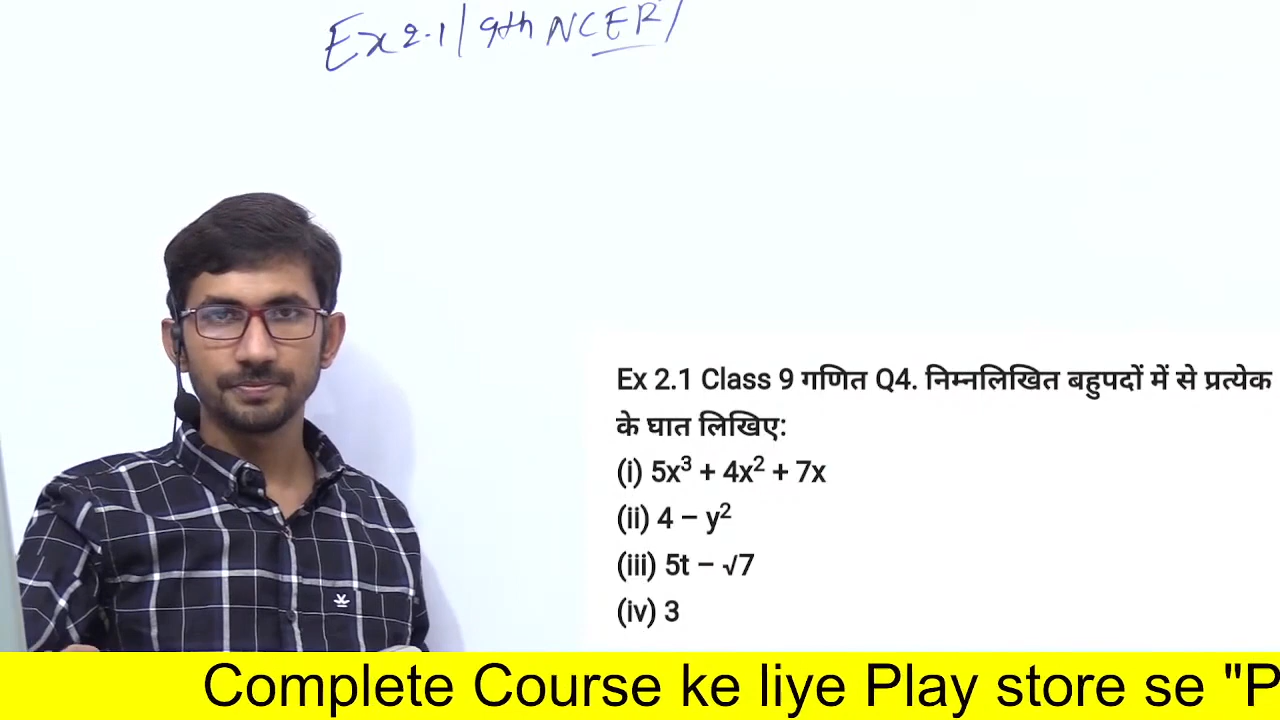 Ex 2.1 | 9th NCER/
Ex 2.1 Class 9 गणित Q4. निम्नलिखित बहुपदों में से प्रत्येक
के घात लिखिए:
(i) 5x³ + 4x² + 7x
(ii) 4 – y²
(iii) 5t – √7
(iv) 3
Complete Course ke liye Play store se "P